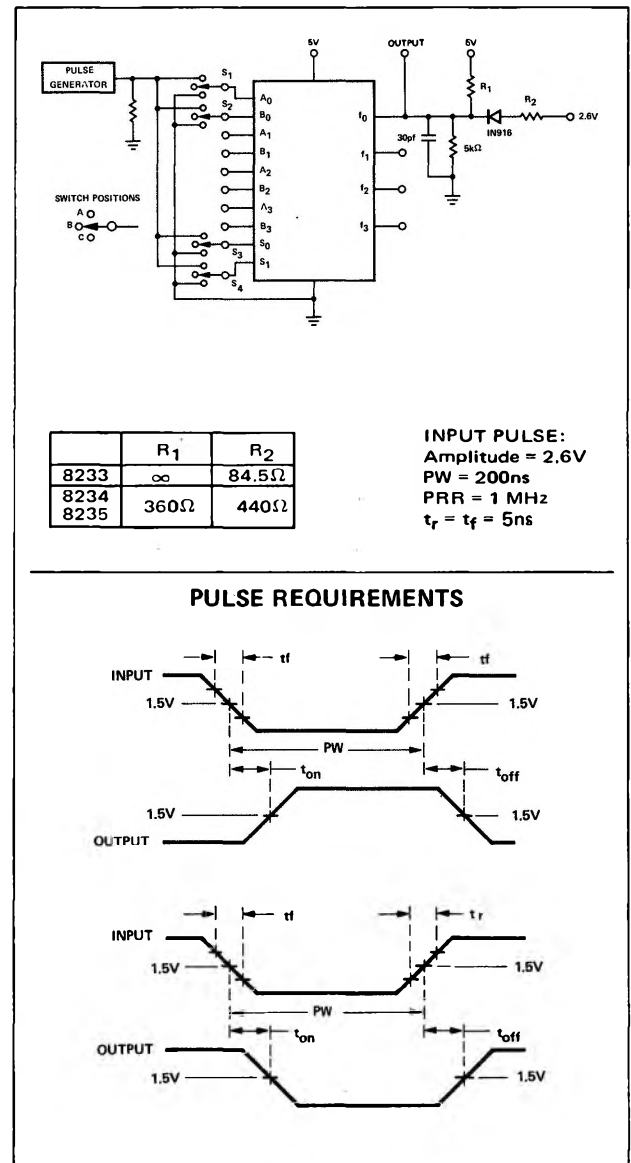 5V OUTPUT 5V
PULSE
GENERATOR
S1
S2
A0
B0
A1
B1
A2
B2
A3
B3
S0
S1
S3
S4
f0
f1
f2
f3
30pf
5kΩ
R1
IN916
R2
2.6V
SWITCH POSITIONS
A
B
C
R1 R2
8233 ∞ 84.5Ω
8234
8235 360Ω 440Ω
INPUT PULSE:
Amplitude = 2.6V
PW = 200ns
PRR = 1 MHz
tr = tf = 5ns
PULSE REQUIREMENTS
tf tf
INPUT
1.5V 1.5V
PW
ton toff
1.5V 1.5V
OUTPUT
tf tr
INPUT
1.5V 1.5V
PW
ton toff
OUTPUT
1.5V 1.5V